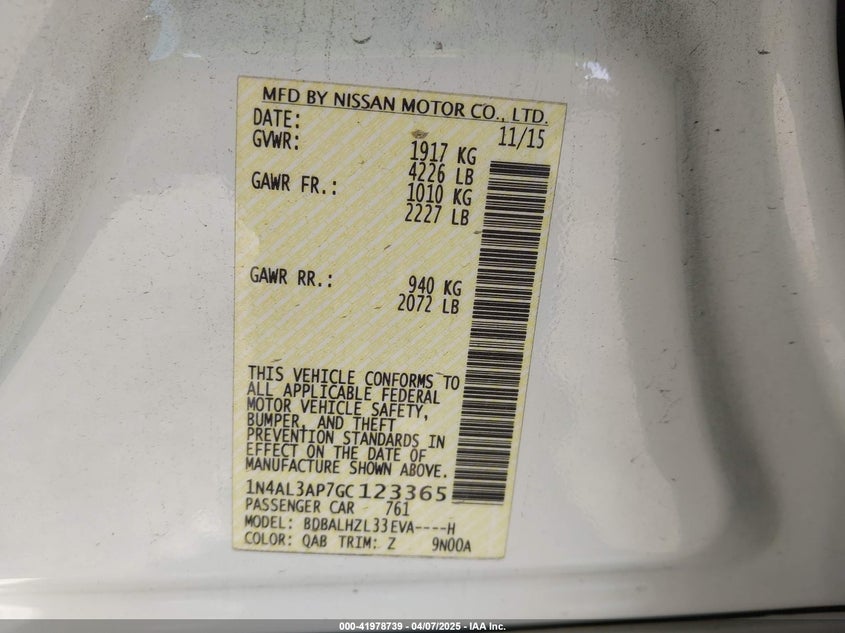 MFD BY NISSAN MOTOR CO., LTD.
DATE: 11/15
GVWR: 1917 KG
4226 LB
GAWR FR.: 1010 KG
2227 LB
GAWR RR.: 940 KG
2072 LB
THIS VEHICLE CONFORMS TO
ALL APPLICABLE FEDERAL
MOTOR VEHICLE SAFETY,
BUMPER, AND THEFT
PREVENTION STANDARDS IN
EFFECT ON THE DATE OF
MANUFACTURE SHOWN ABOVE.
1N4AL3AP7GC123365
PASSENGER CAR 761
MODEL: BDBALHZL33EVA----H
COLOR: QAB TRIM: Z 9N00A
000-41978739 - 04/07/2025 - IAA Inc.